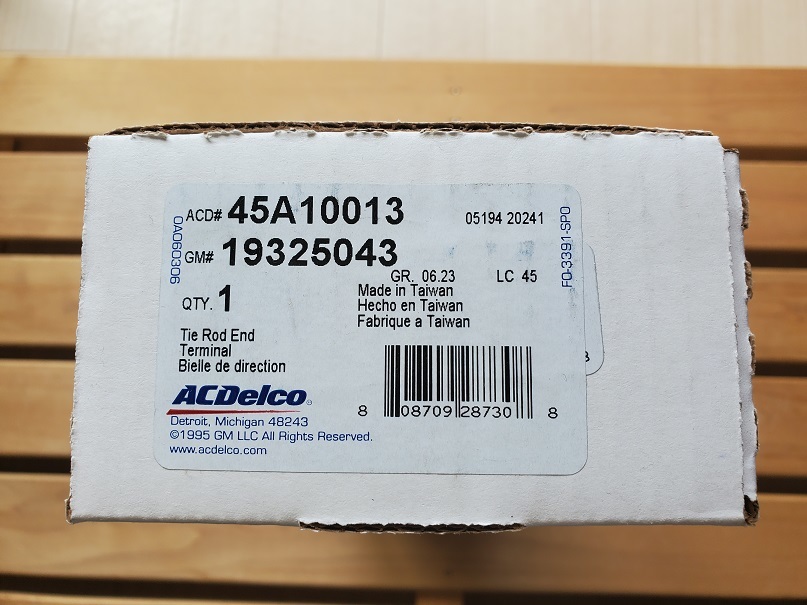 ACD# 45A10013
05194 20241
GM# 19325043
GR. 06.23 LC 45
QTY. 1
Made in Taiwan
Hecho en Taiwan
Fabrique a Taiwan
Tie Rod End
Terminal
Bielle de direction
ACDelco®
Detroit, Michigan 48243
©1995 GM LLC All Rights Reserved.
www.acdelco.com
8 08709 28730 8
0A060306
F0-3391-SP0